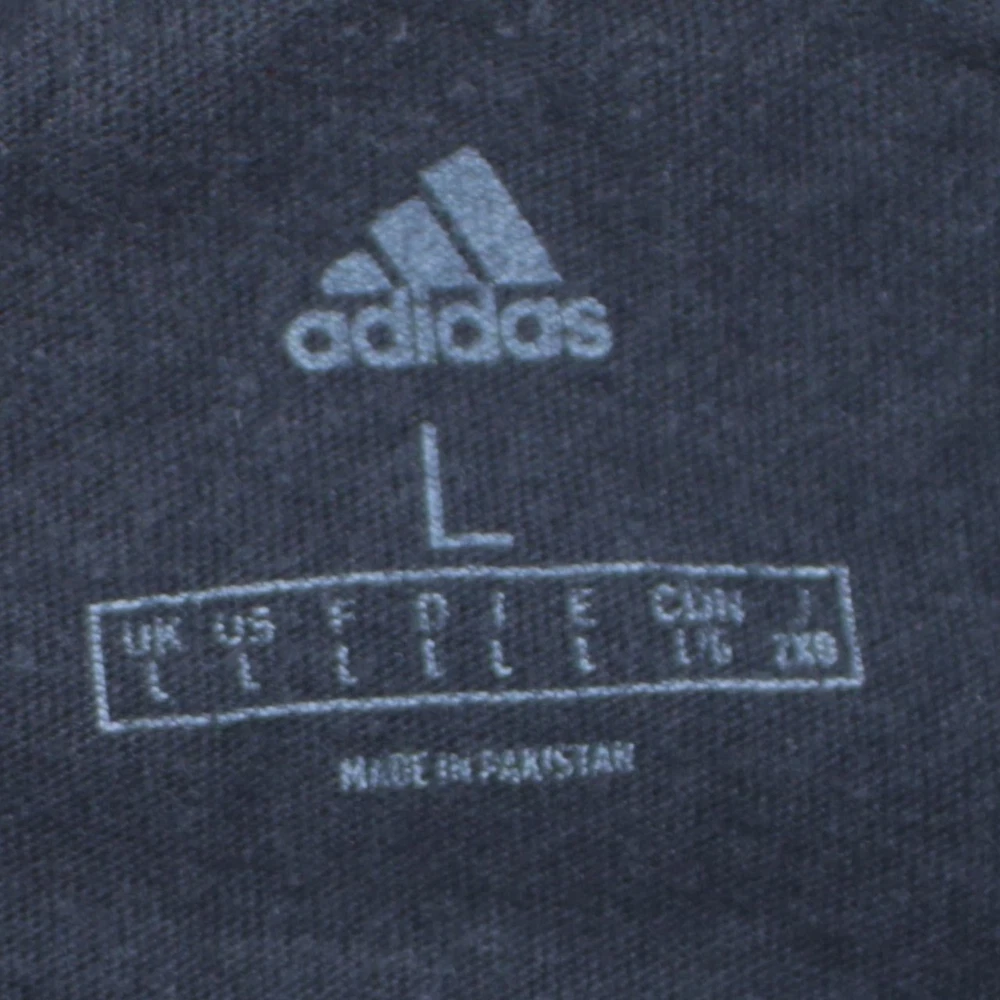 adidas
L
UK US F D I E CDN J
L L L L L L L/G 2XO
MADE IN PAKISTAN